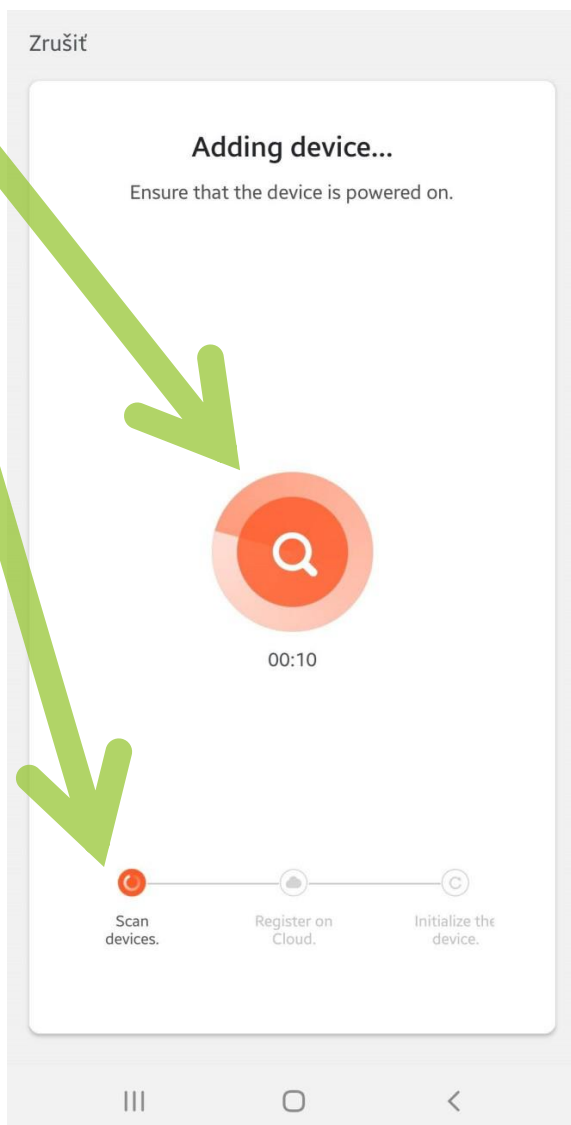 Zrušiť
Adding device...
Ensure that the device is powered on.
00:10
Scan
devices.
Register on
Cloud.
Initialize the
device.